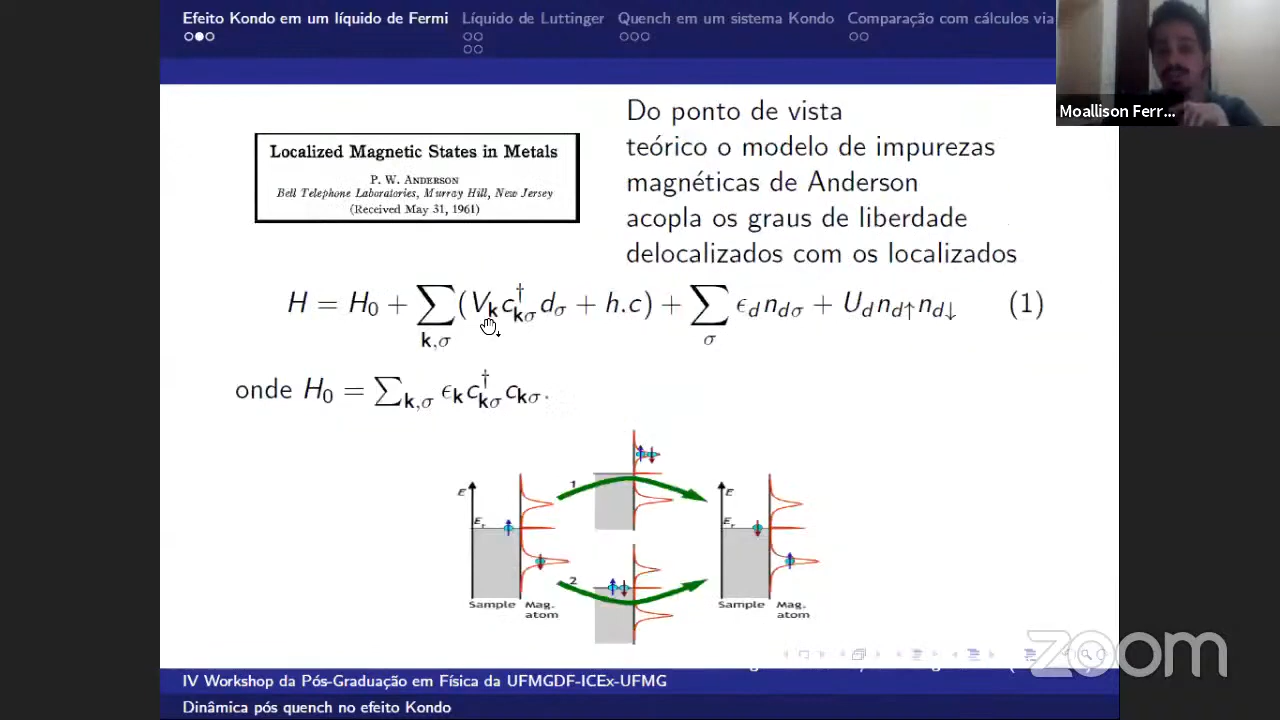 Efeito Kondo em um líquido de Fermi
Líquido de Luttinger
Quench em um sistema Kondo
Comparação com cálculos via
Moallison Ferr...
Localized Magnetic States in Metals
P. W. ANDERSON
Bell Telephone Laboratories, Murray Hill, New Jersey
(Received May 31, 1961)
Do ponto de vista
teórico o modelo de impurezas
magnéticas de Anderson
acopla os graus de liberdade
delocalizados com os localizados
H = H₀ + ∑_{k,σ} (V_k c†_{kσ} d_σ + h.c) + ∑_σ ϵ_d n_{dσ} + U_d n_{d↑} n_{d↓} (1)
onde H₀ = ∑_{k,σ} ϵ_k c†_{kσ} c_{kσ}.
E
E_F
Sample
Mag.
atom
1
2
E
E_F
Sample
Mag.
atom
zoom
IV Workshop da Pós-Graduação em Física da UFMGDF-ICEx-UFMG
Dinâmica pós quench no efeito Kondo